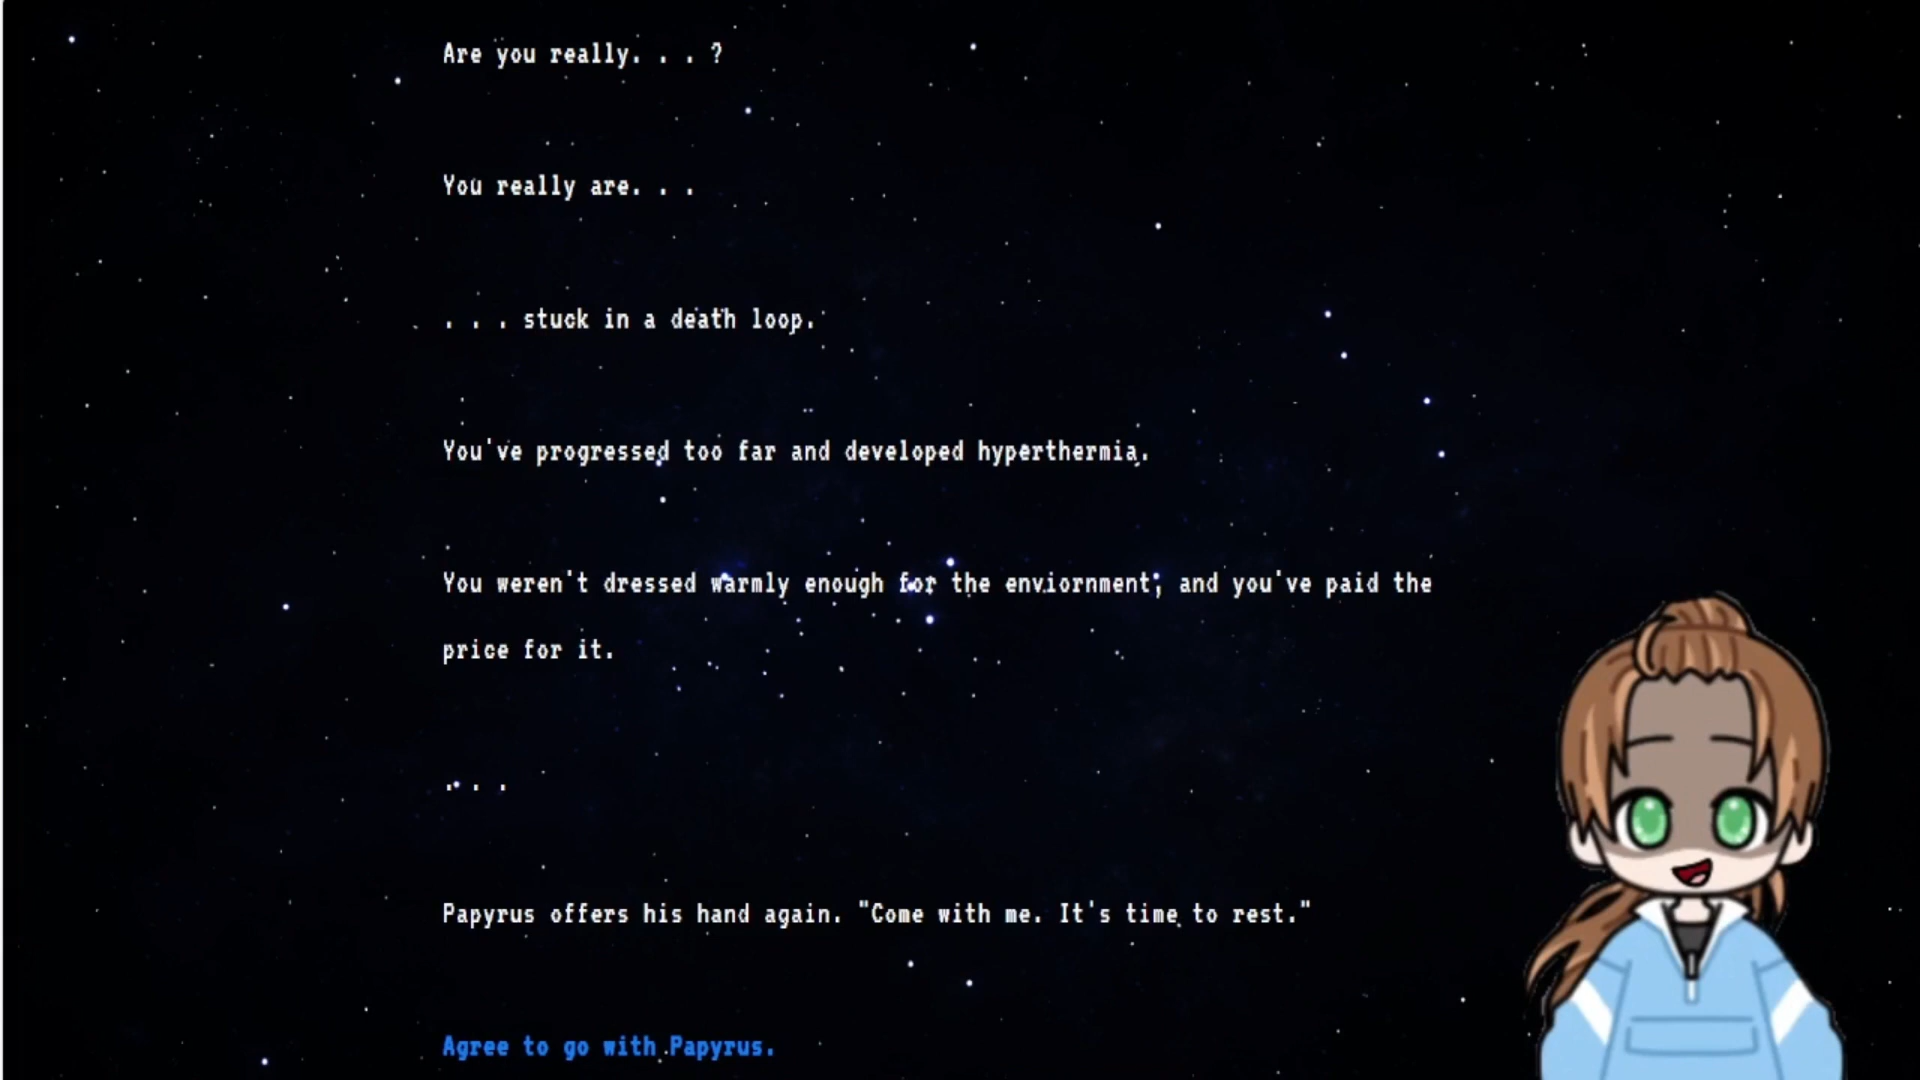 Are you really. . . ?
You really are. . .
. . . stuck in a death loop.
You've progressed too far and developed hyperthermia.
You weren't dressed warmly enough for the enviornment; and you've paid the
price for it.
. . .
Papyrus offers his hand again. "Come with me. It's time to rest."
Agree to go with Papyrus.